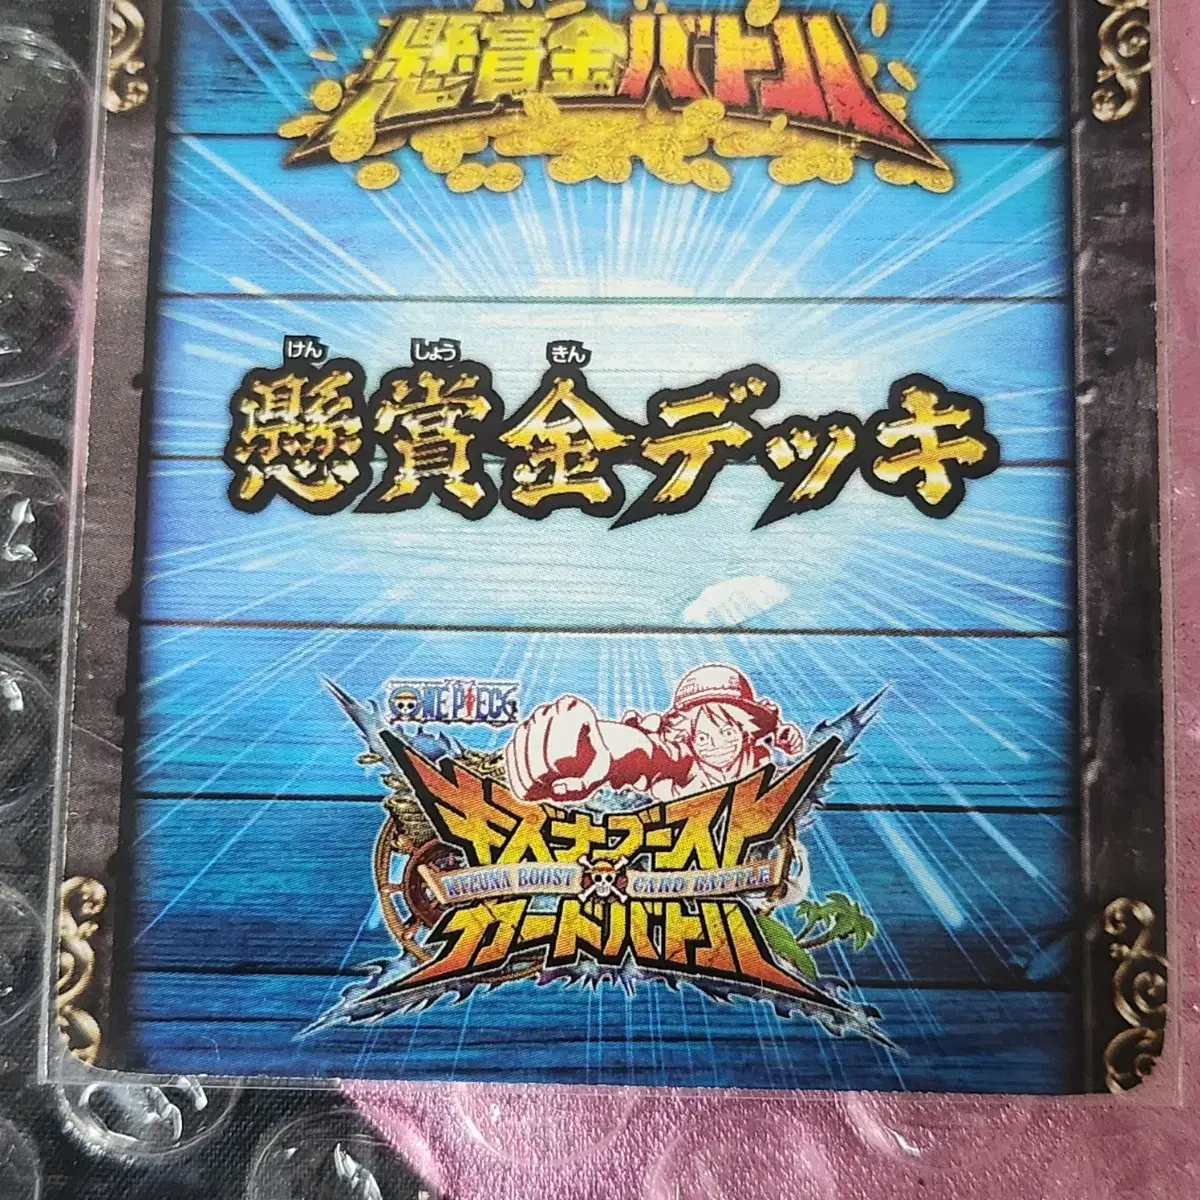 懸賞金バトル
けん しょう きん
懸賞金デッキ
ONE PIECE
キズナブースト
KIZUNA BOOST CARD BATTLE
カードバトル